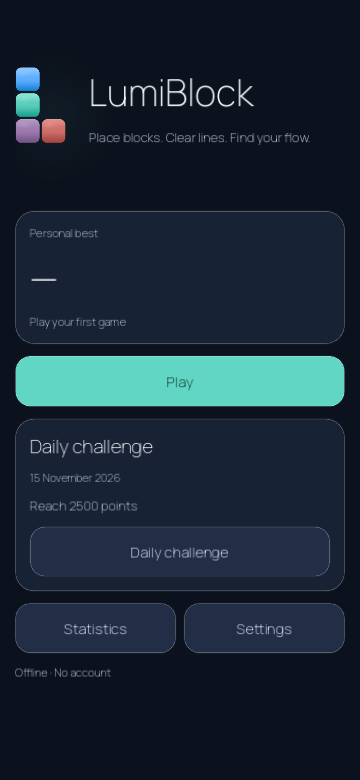 LumiBlock
Place blocks. Clear lines. Find your flow.
Personal best
—
Play your first game
Play
Daily challenge
15 November 2026
Reach 2500 points
Daily challenge
Statistics
Settings
Offline · No account